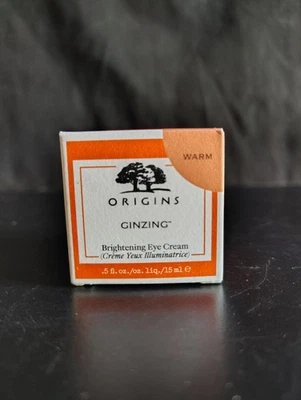 WARM
ORIGINS
GINZING™
Brightening Eye Cream
(Crème Yeux Illuminatrice)
.5 fl. oz./oz. liq./15 ml ℮